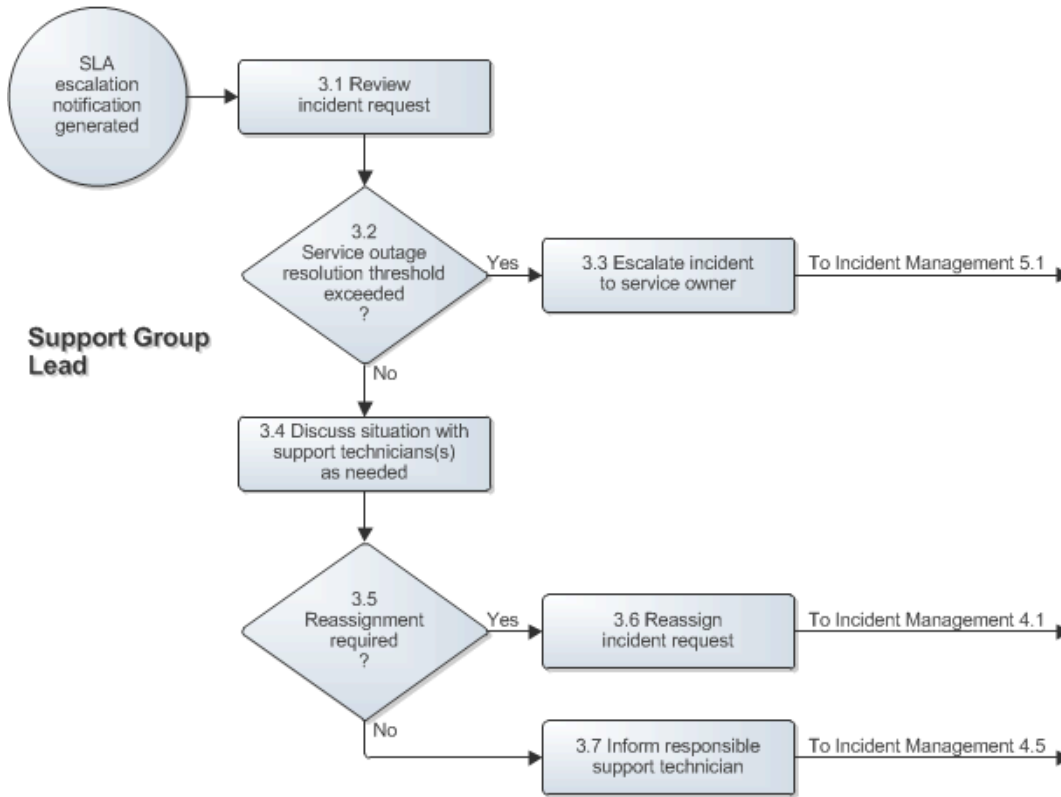 SLA
escalation
notification
generated
3.1 Review
incident request
3.2
Service outage
resolution threshold
exceeded
?
Yes
3.3 Escalate incident
to service owner
To Incident Management 5.1
Support Group
Lead
No
3.4 Discuss situation with
support technicians(s)
as needed
3.5
Reassignment
required
?
Yes
3.6 Reassign
incident request
To Incident Management 4.1
No
3.7 Inform responsible
support technician
To Incident Management 4.5